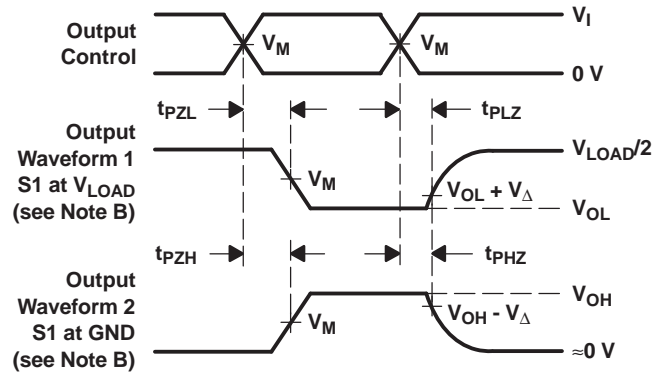 Output
Control
V_M
V_M
V_I
0 V
t_PZL
t_PLZ
Output
Waveform 1
S1 at V_LOAD
(see Note B)
V_M
V_OL + V_Δ
V_LOAD/2
V_OL
t_PZH
t_PHZ
Output
Waveform 2
S1 at GND
(see Note B)
V_M
V_OH - V_Δ
V_OH
≈0 V